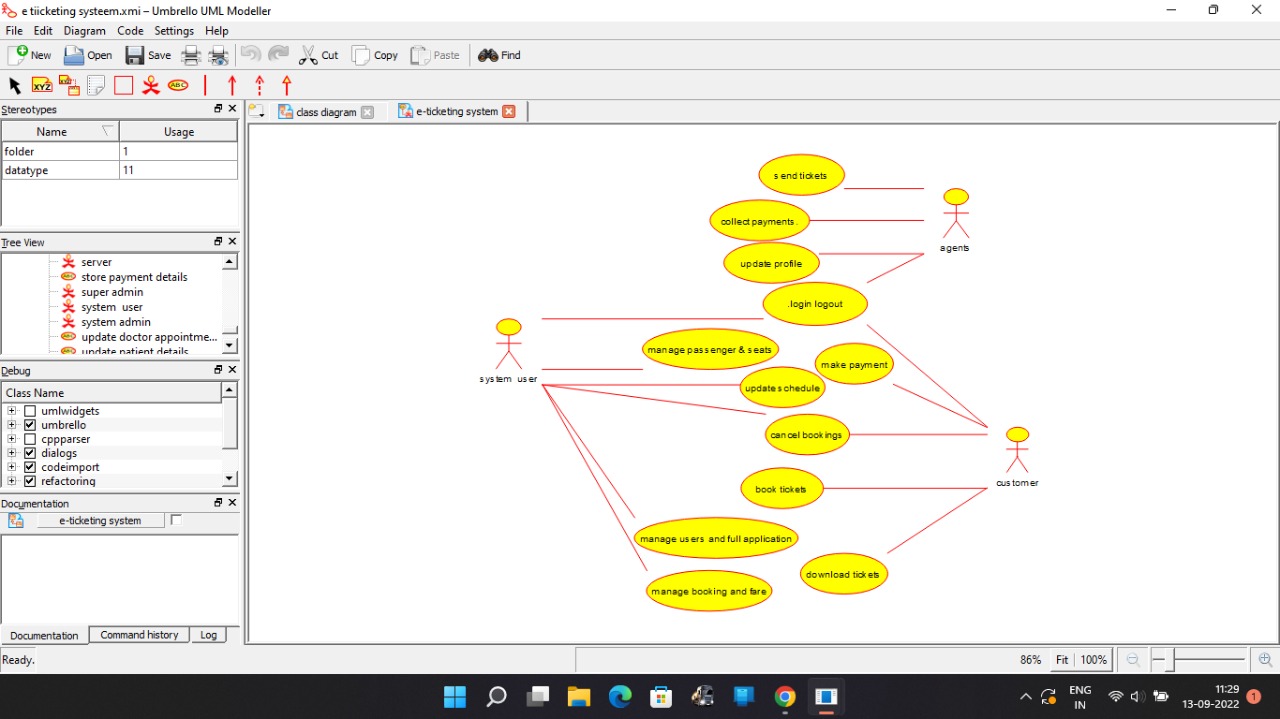 e tiicketing systeem.xmi – Umbrello UML Modeller
File Edit Diagram Code Settings Help
New Open Save Cut Copy Paste Find
XYZ XYZ ABC
Stereotypes
Name Usage
folder 1
datatype 11
Tree View
server
store payment details
super admin
system user
system admin
update doctor appointme...
update patient details
Debug
Class Name
umlwidgets
umbrello
cppparser
dialogs
codeimport
refactoring
Documentation
e-ticketing system
Documentation Command history Log
class diagram e-ticketing system
send tickets
collect payments.
agents
update profile
.login logout
manage passenger & seats
make payment
system user
update schedule
cancel bookings
customer
book tickets
manage users and full application
download tickets
manage booking and fare
Ready.
86% Fit 100%
ENG
IN
11:29
13-09-2022
1